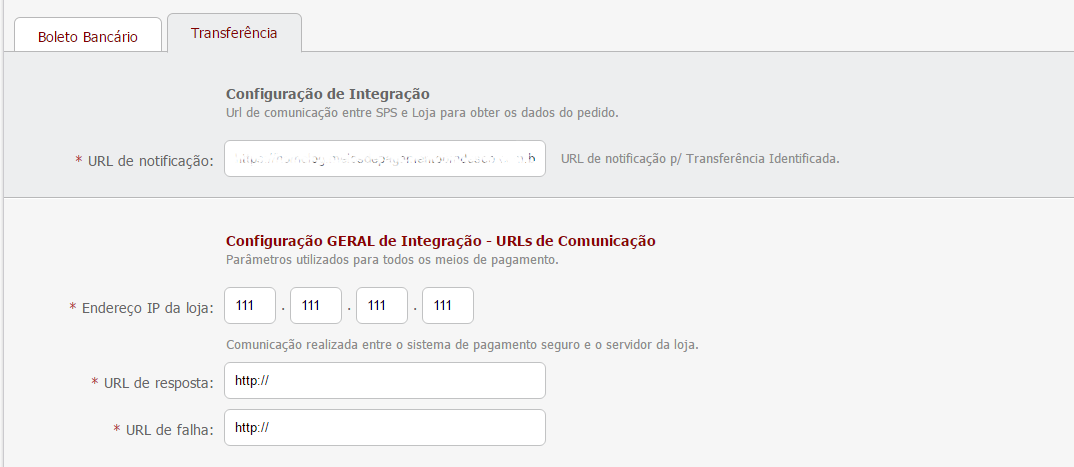 Boleto Bancário
Transferência
Configuração de Integração
Url de comunicação entre SPS e Loja para obter os dados do pedido.
* URL de notificação: URL de notificação p/ Transferência Identificada.
Configuração GERAL de Integração - URLs de Comunicação
Parâmetros utilizados para todos os meios de pagamento.
* Endereço IP da loja: 111 . 111 . 111 . 111
Comunicação realizada entre o sistema de pagamento seguro e o servidor da loja.
* URL de resposta: http://
* URL de falha: http://